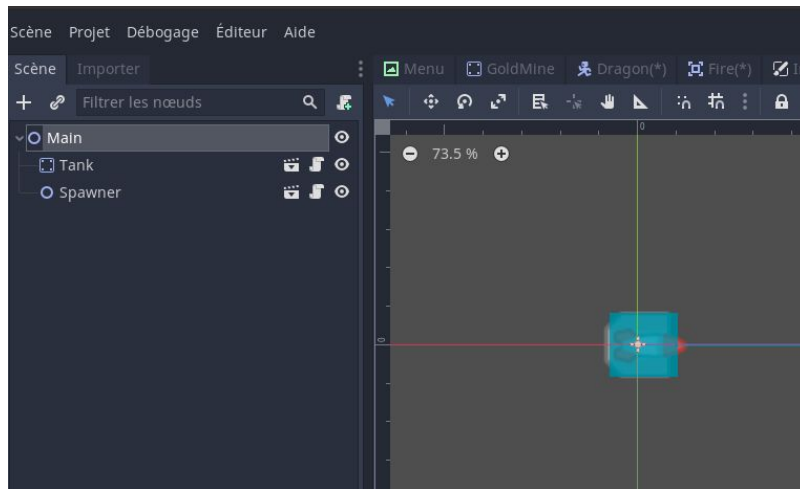 Scène Projet Débogage Éditeur Aide
Scène Importer
Menu GoldMine Dragon(*) Fire(*)
Filtrer les nœuds
Main
Tank
Spawner
73.5 %
0
0